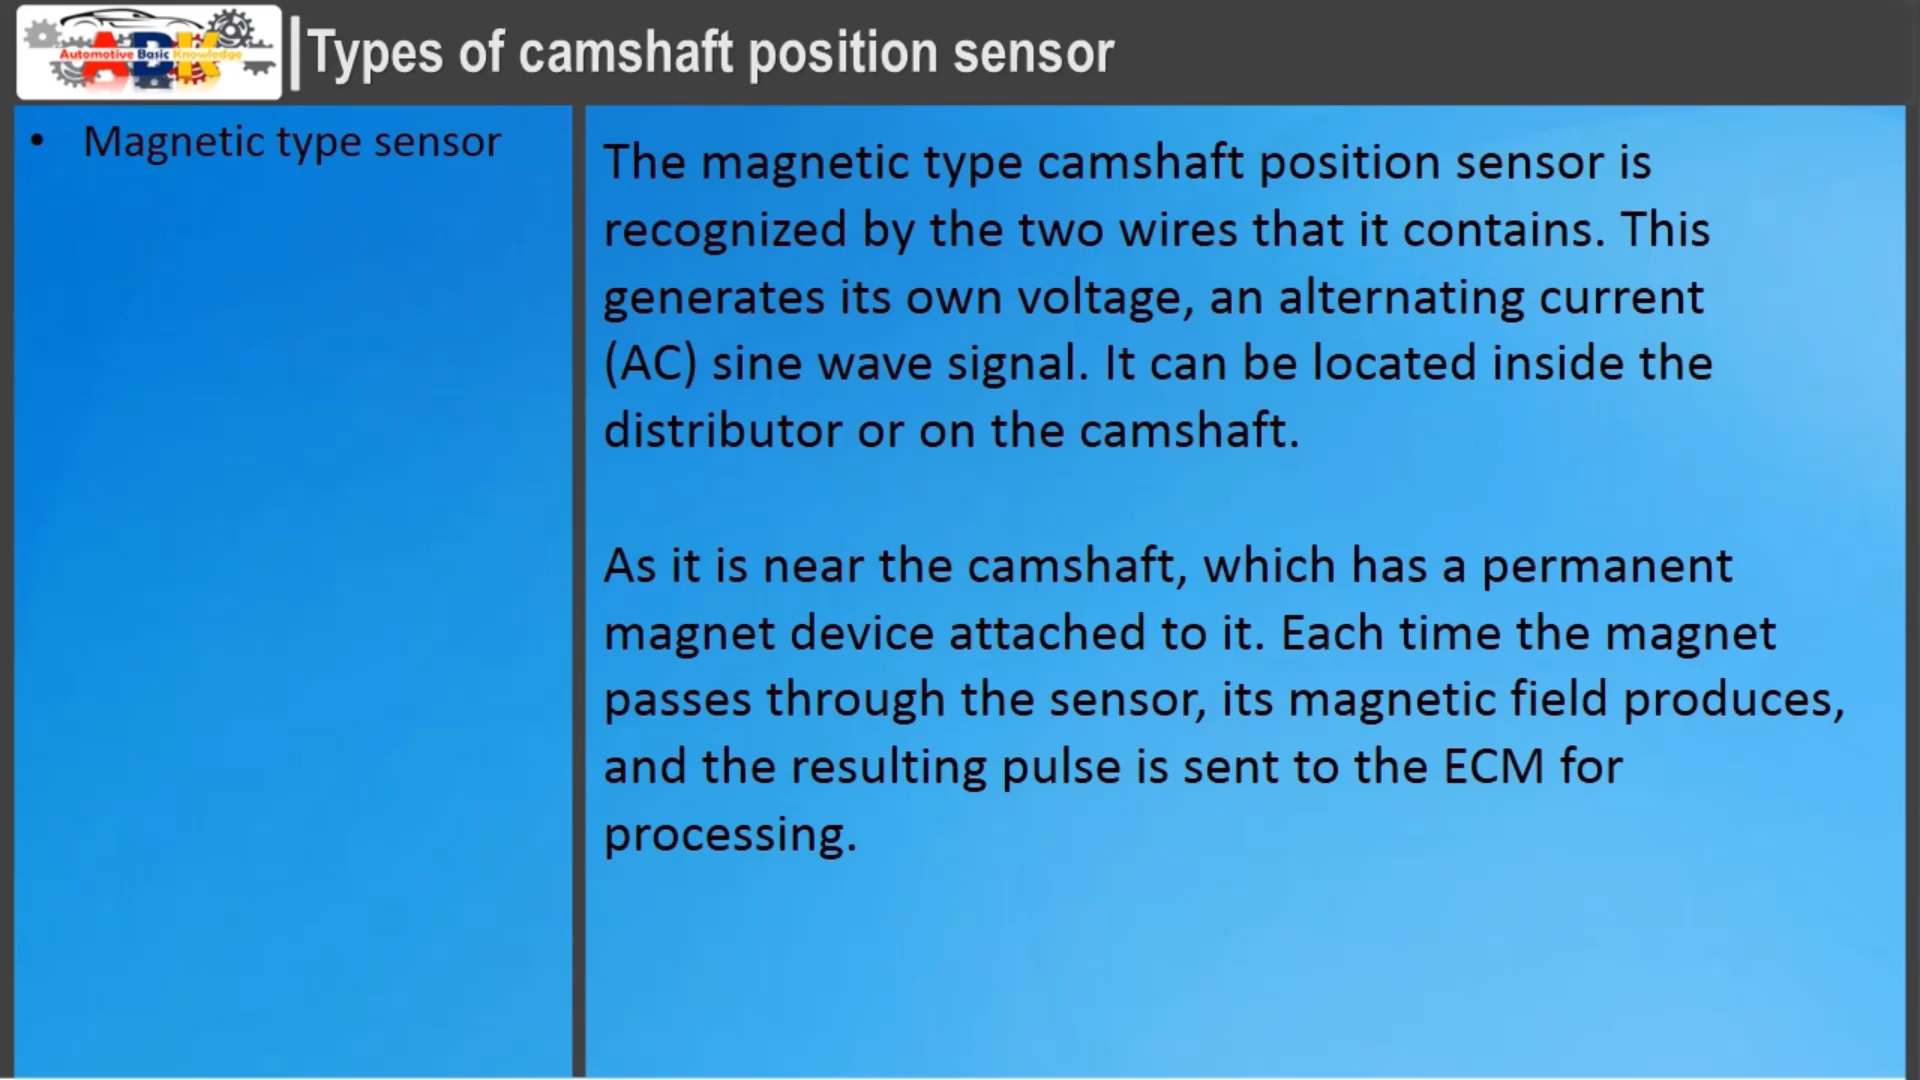 ABK
Automotive Basic Knowledge
Types of camshaft position sensor
• Magnetic type sensor
The magnetic type camshaft position sensor is
recognized by the two wires that it contains. This
generates its own voltage, an alternating current
(AC) sine wave signal. It can be located inside the
distributor or on the camshaft.
As it is near the camshaft, which has a permanent
magnet device attached to it. Each time the magnet
passes through the sensor, its magnetic field produces,
and the resulting pulse is sent to the ECM for
processing.